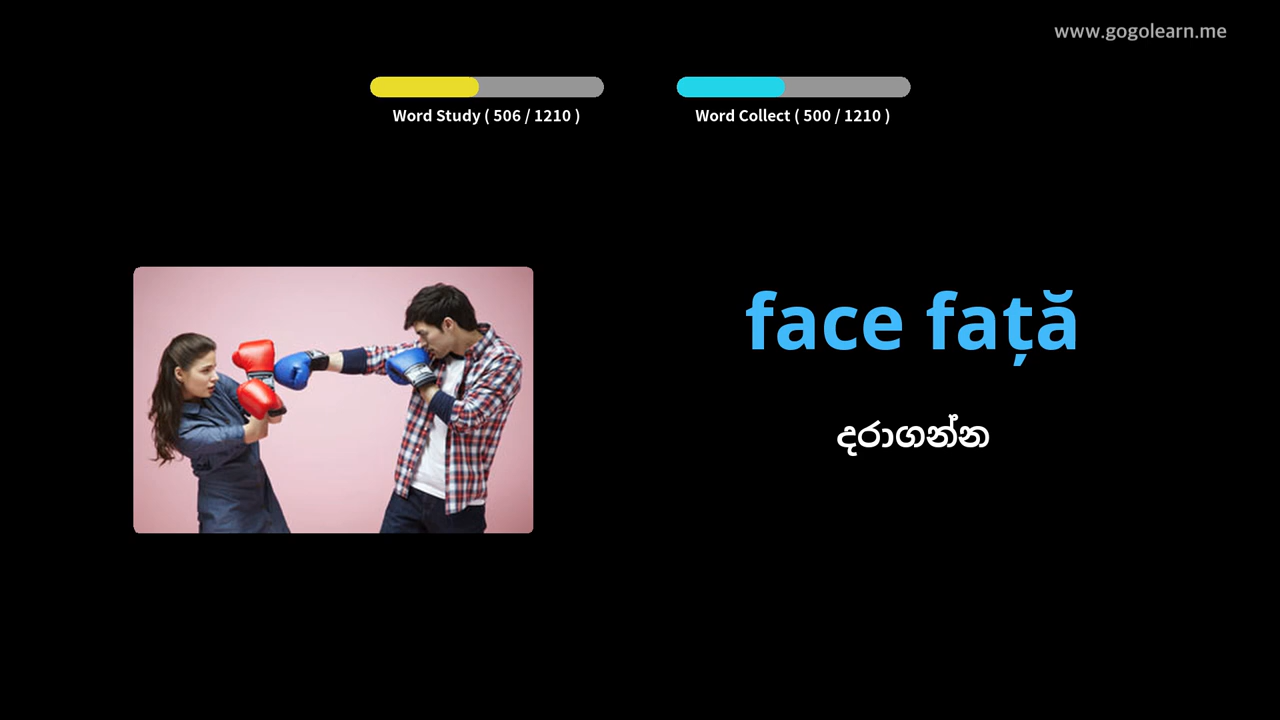 www.gogolearn.me
Word Study ( 506 / 1210 )
Word Collect ( 500 / 1210 )
face față
දරාගන්න